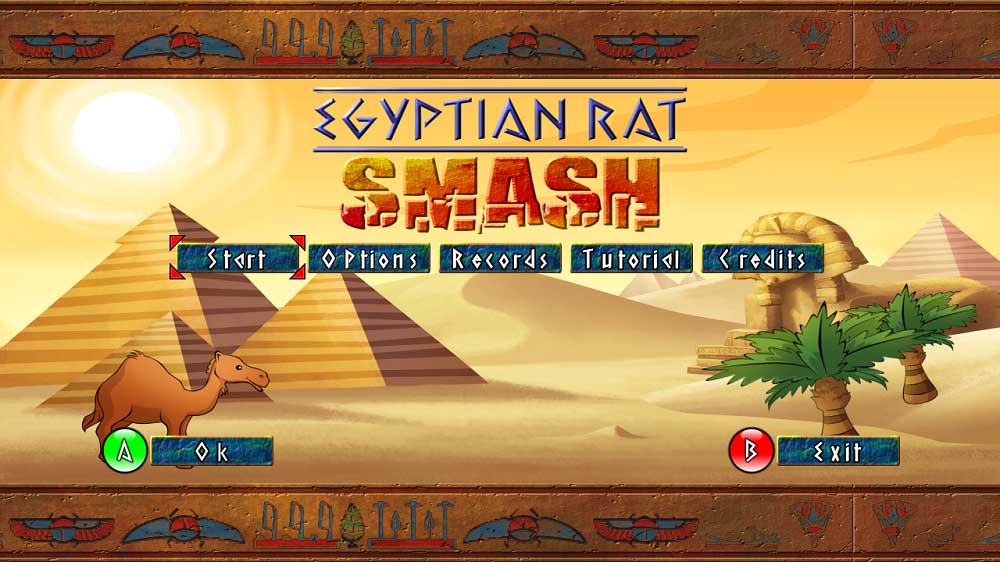 EGYPTIAN RAT
SMASH
Start Options Records Tutorial Credits
A Ok B Exit